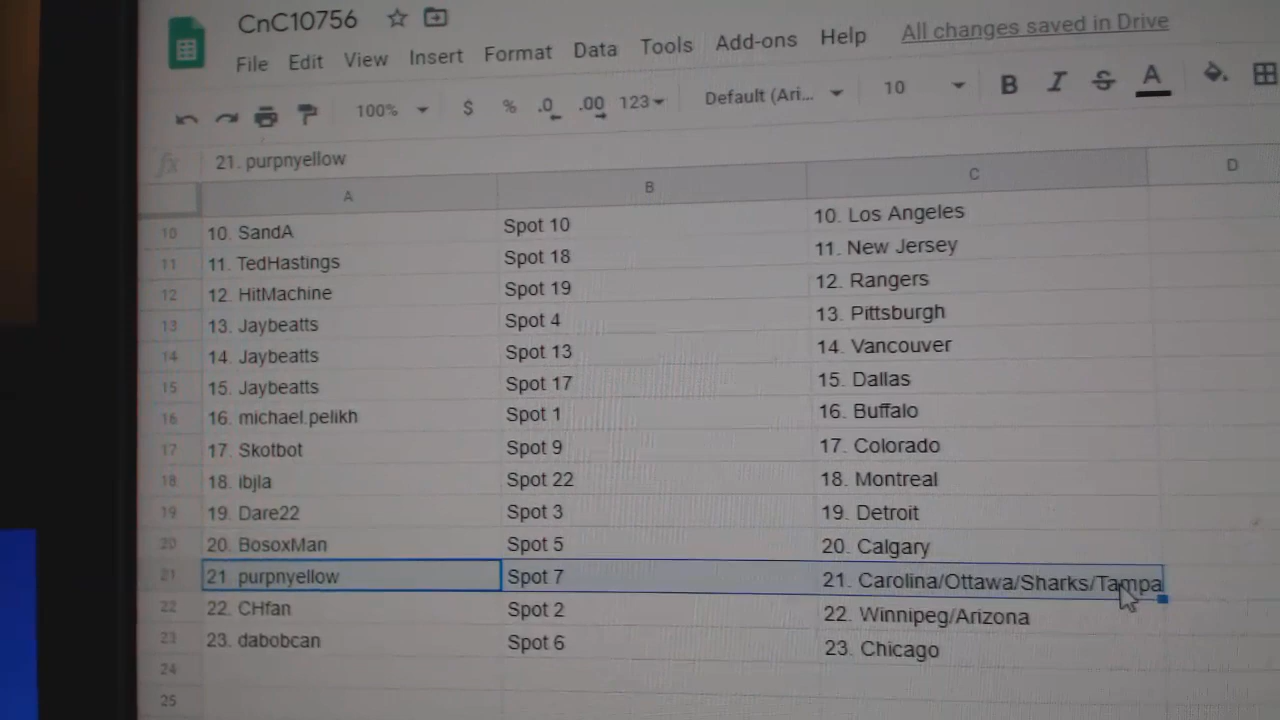 CnC10756
File Edit View Insert Format Data Tools Add-ons Help All changes saved in Drive
100% $ % .0 .00 123 Default (Ari... 10 B I S A
fx 21. purpnyellow
A B C D
10 10. SandA Spot 10 10. Los Angeles
11 11. TedHastings Spot 18 11. New Jersey
12 12. HitMachine Spot 19 12. Rangers
13 13. Jaybeatts Spot 4 13. Pittsburgh
14 14. Jaybeatts Spot 13 14. Vancouver
15 15. Jaybeatts Spot 17 15. Dallas
16 16. michael.pelikh Spot 1 16. Buffalo
17 17. Skotbot Spot 9 17. Colorado
18 18. ibjla Spot 22 18. Montreal
19 19. Dare22 Spot 3 19. Detroit
20 20. BosoxMan Spot 5 20. Calgary
21 21 purpnyellow Spot 7 21. Carolina/Ottawa/Sharks/Tampa
22 22. CHfan Spot 2 22. Winnipeg/Arizona
23 23. dabobcan Spot 6 23. Chicago
24
25